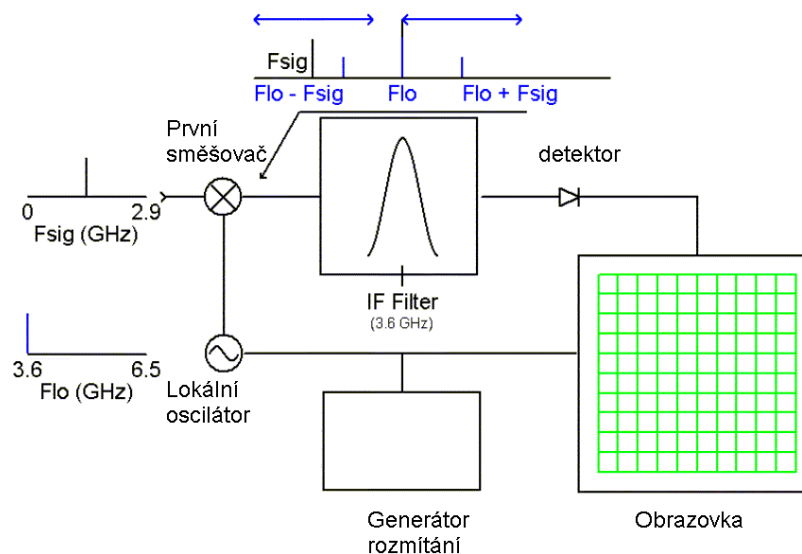 Fsig
Flo - Fsig Flo Flo + Fsig
První
směšovač
detektor
0 2.9
Fsig (GHz)
IF Filter
(3.6 GHz)
3.6 6.5
Flo (GHz)
Lokální
oscilátor
Generátor
rozmítání
Obrazovka